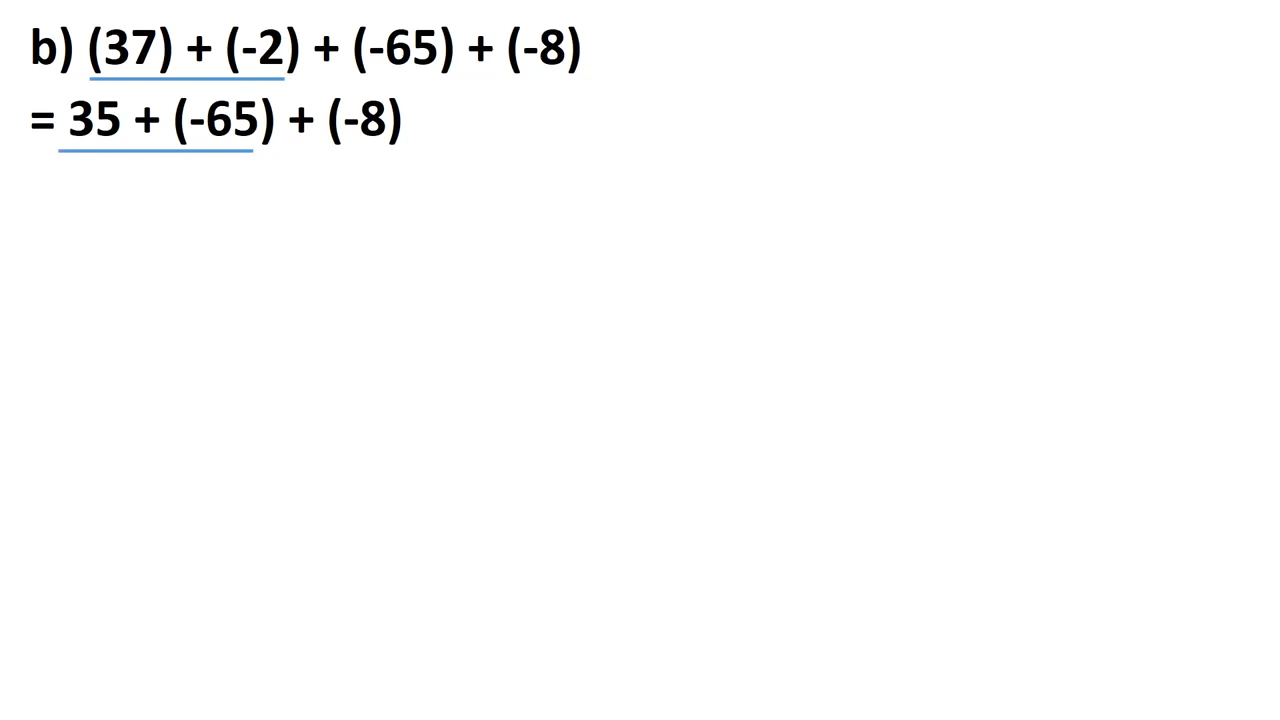 b) (37) + (-2) + (-65) + (-8)
= 35 + (-65) + (-8)